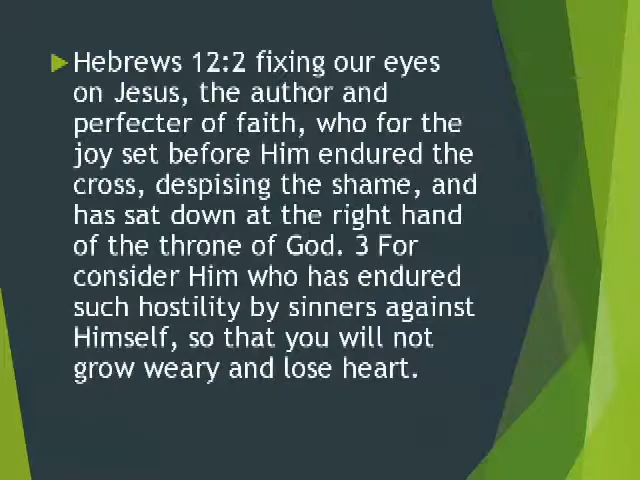 Hebrews 12:2 fixing our eyes
on Jesus, the author and
perfecter of faith, who for the
joy set before Him endured the
cross, despising the shame, and
has sat down at the right hand
of the throne of God. 3 For
consider Him who has endured
such hostility by sinners against
Himself, so that you will not
grow weary and lose heart.